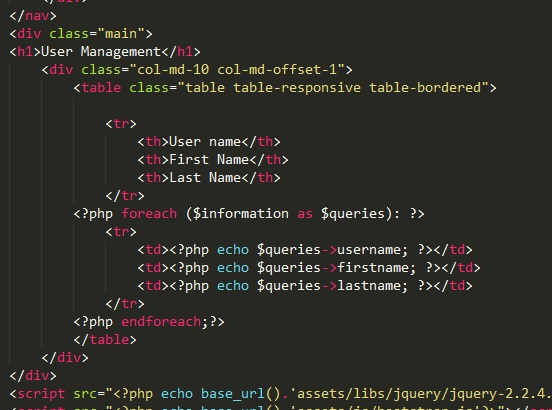 </nav>
<div class="main">
<h1>User Management</h1>
<div class="col-md-10 col-md-offset-1">
<table class="table table-responsive table-bordered">
<tr>
<th>User name</th>
<th>First Name</th>
<th>Last Name</th>
</tr>
<?php foreach ($information as $queries): ?>
<tr>
<td><?php echo $queries->username; ?></td>
<td><?php echo $queries->firstname; ?></td>
<td><?php echo $queries->lastname; ?></td>
</tr>
<?php endforeach;?>
</table>
</div>
</div>
<script src="<?php echo base_url().'assets/libs/jquery/jquery-2.2.4.